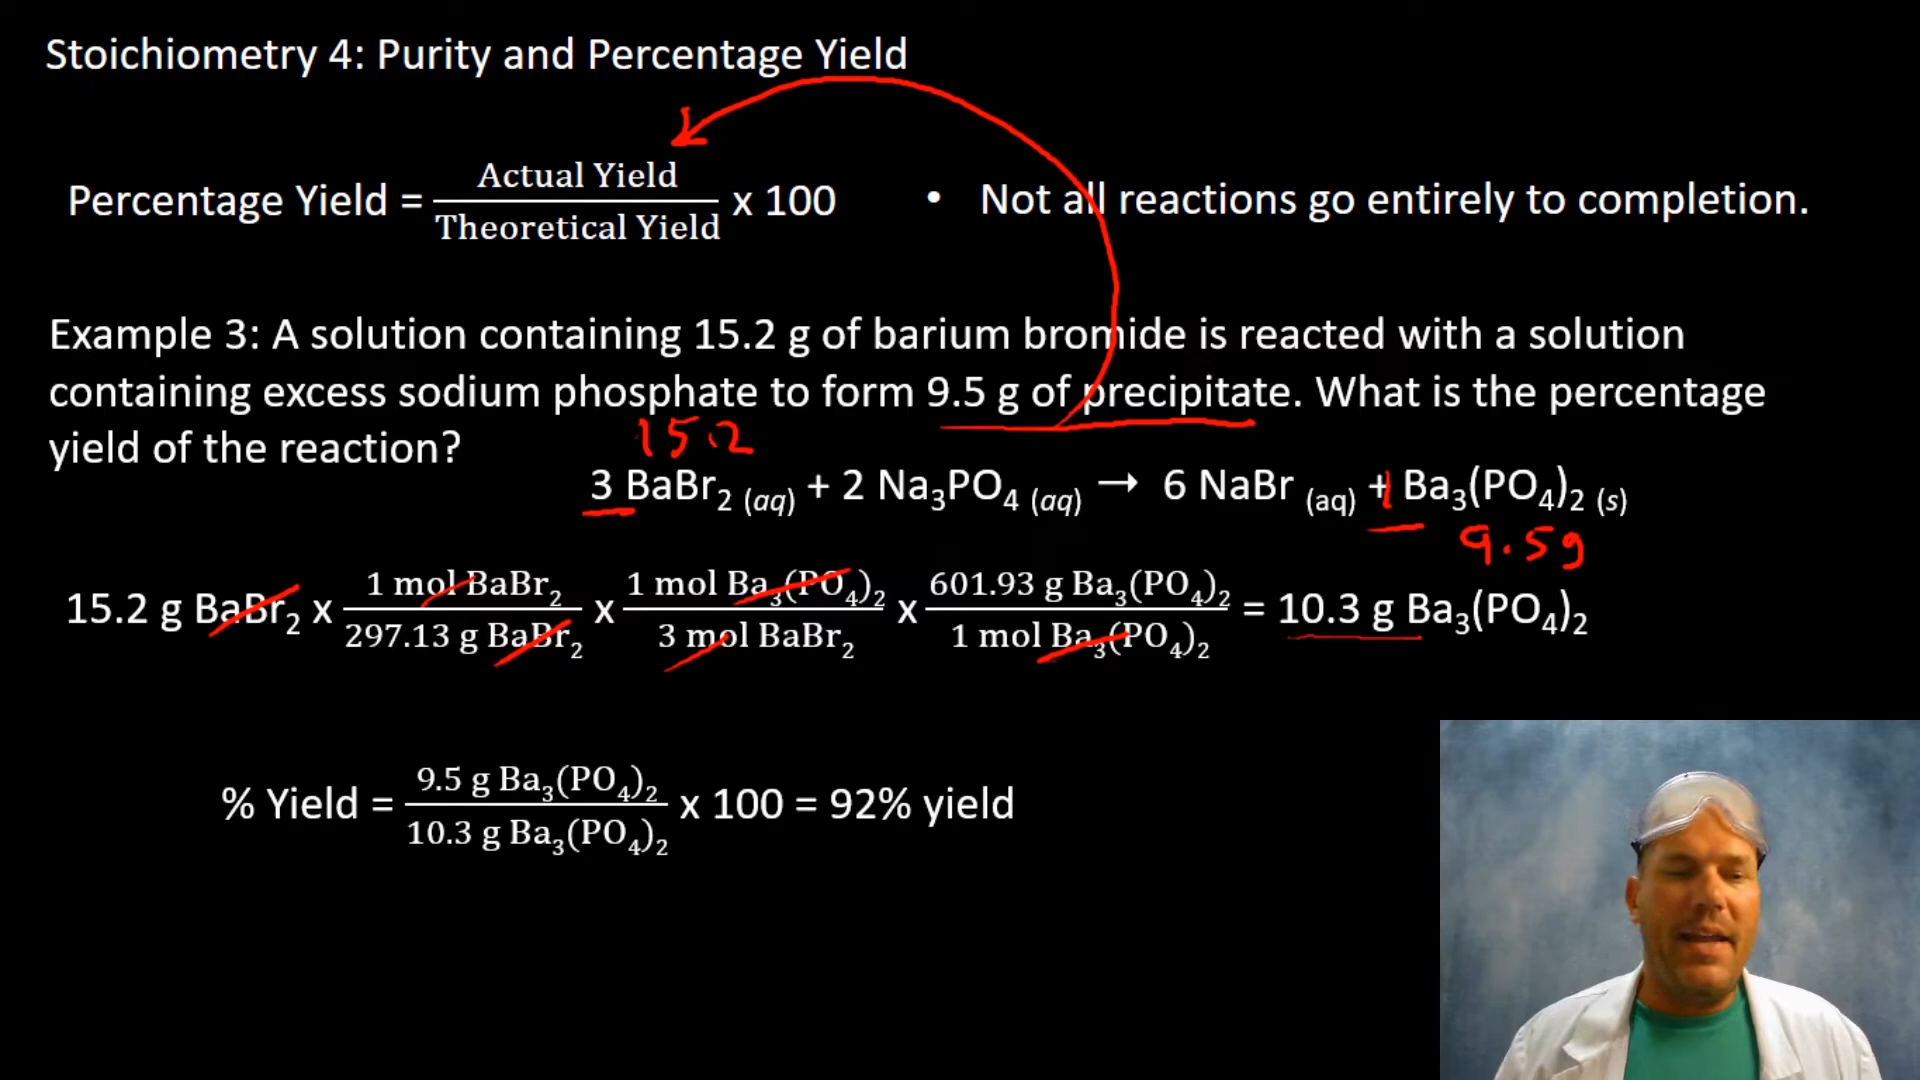 Stoichiometry 4: Purity and Percentage Yield
Percentage Yield = Actual Yield / Theoretical Yield x 100
• Not all reactions go entirely to completion.
Example 3: A solution containing 15.2 g of barium bromide is reacted with a solution
containing excess sodium phosphate to form 9.5 g of precipitate. What is the percentage
yield of the reaction?
15.2
3 BaBr₂ (aq) + 2 Na₃PO₄ (aq) → 6 NaBr (aq) + 1 Ba₃(PO₄)₂ (s)
9.5g
15.2 g BaBr₂ x 1 mol BaBr₂ / 297.13 g BaBr₂ x 1 mol Ba₃(PO₄)₂ / 3 mol BaBr₂ x 601.93 g Ba₃(PO₄)₂ / 1 mol Ba₃(PO₄)₂ = 10.3 g Ba₃(PO₄)₂
% Yield = 9.5 g Ba₃(PO₄)₂ / 10.3 g Ba₃(PO₄)₂ x 100 = 92% yield